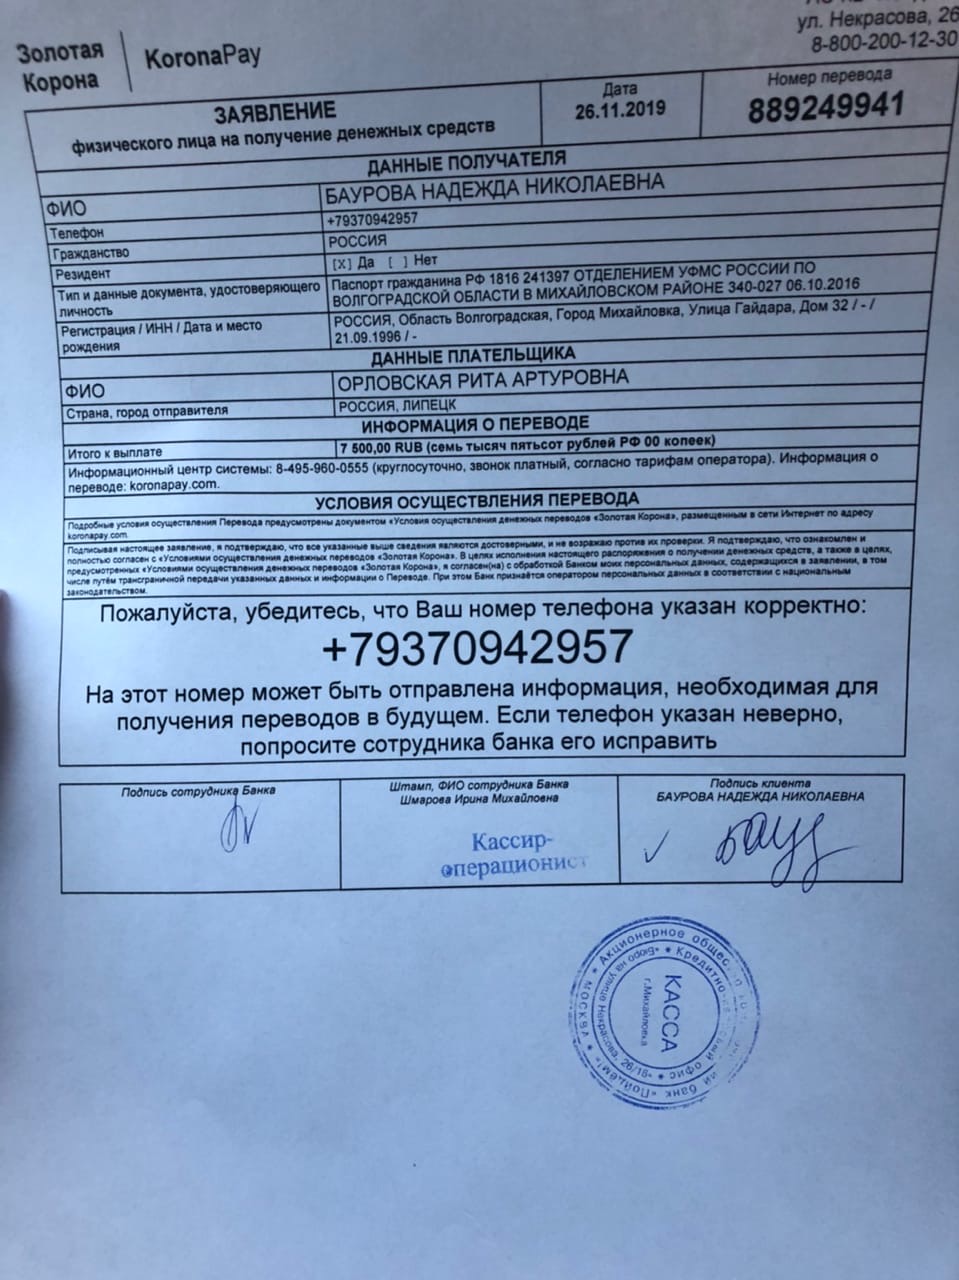 ул. Некрасова, 26
8-800-200-12-30
Золотая
Корона
KoronaPay
ЗАЯВЛЕНИЕ
физического лица на получение денежных средств
Дата
26.11.2019
Номер перевода
889249941
ДАННЫЕ ПОЛУЧАТЕЛЯ
ФИО БАУРОВА НАДЕЖДА НИКОЛАЕВНА
Телефон +79370942957
Гражданство РОССИЯ
Резидент [X] Да [ ] Нет
Тип и данные документа, удостоверяющего
личность
Паспорт гражданина РФ 1816 241397 ОТДЕЛЕНИЕМ УФМС РОССИИ ПО
ВОЛГОГРАДСКОЙ ОБЛАСТИ В МИХАЙЛОВСКОМ РАЙОНЕ 340-027 06.10.2016
Регистрация / ИНН / Дата и место
рождения
РОССИЯ, Область Волгоградская, Город Михайловка, Улица Гайдара, Дом 32 / - /
21.09.1996 / -
ДАННЫЕ ПЛАТЕЛЬЩИКА
ФИО ОРЛОВСКАЯ РИТА АРТУРОВНА
Страна, город отправителя РОССИЯ, ЛИПЕЦК
ИНФОРМАЦИЯ О ПЕРЕВОДЕ
Итого к выплате 7 500,00 RUB (семь тысяч пятьсот рублей РФ 00 копеек)
Информационный центр системы: 8-495-960-0555 (круглосуточно, звонок платный, согласно тарифам оператора). Информация о
переводе: koronapay.com.
УСЛОВИЯ ОСУЩЕСТВЛЕНИЯ ПЕРЕВОДА
Подробные условия осуществления Перевода предусмотрены документом «Условия осуществления денежных переводов «Золотая Корона», размещенным в сети Интернет по адресу
koronapay.com.
Подписывая настоящее заявление, я подтверждаю, что все указанные выше сведения являются достоверными, и не возражаю против их проверки. Я подтверждаю, что ознакомлен и
полностью согласен с «Условиями осуществления денежных переводов «Золотая Корона». В целях исполнения настоящего распоряжения о получении денежных средств, а также в целях,
предусмотренных «Условиями осуществления денежных переводов «Золотая Корона», я согласен(на) с обработкой Банком моих персональных данных, содержащихся в заявлении, в том
числе путём трансграничной передачи указанных данных и информации о Переводе. При этом Банк признаётся оператором персональных данных в соответствии с национальным
законодательством.
Пожалуйста, убедитесь, что Ваш номер телефона указан корректно:
+79370942957
На этот номер может быть отправлена информация, необходимая для
получения переводов в будущем. Если телефон указан неверно,
попросите сотрудника банка его исправить
Подпись сотрудника Банка
Штамп, ФИО сотрудника Банка
Шмарова Ирина Михайловна
Кассир-
операционист
Подпись клиента
БАУРОВА НАДЕЖДА НИКОЛАЕВНА
Баур
Акционерное общес
банк «Пойдём!» * МОСКВА *
Кредитно- офис * «Бюро на Улице Некрасова, 26/18» *
КАССА
г.Михайловка